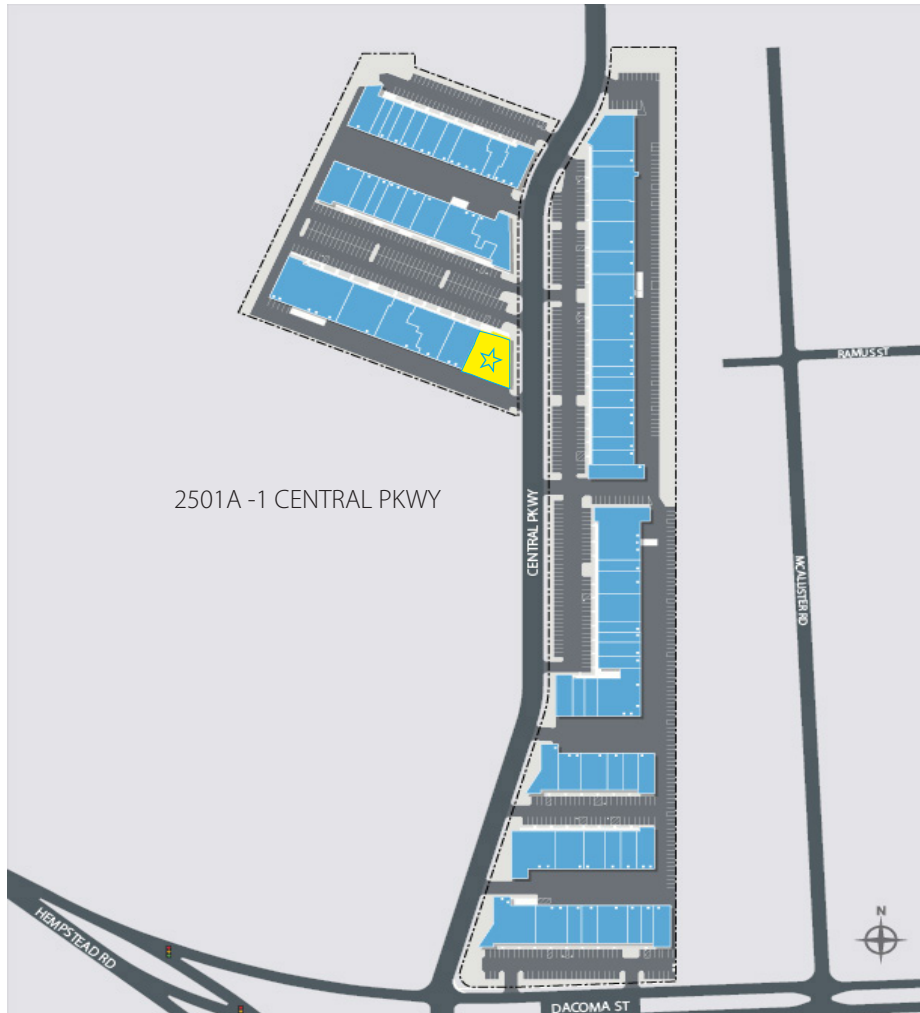 N
RAMUS ST
2501A -1 CENTRAL PKWY
CENTRAL PKWY
MCALLISTER RD
HEMPSTEAD RD
DACOMA ST